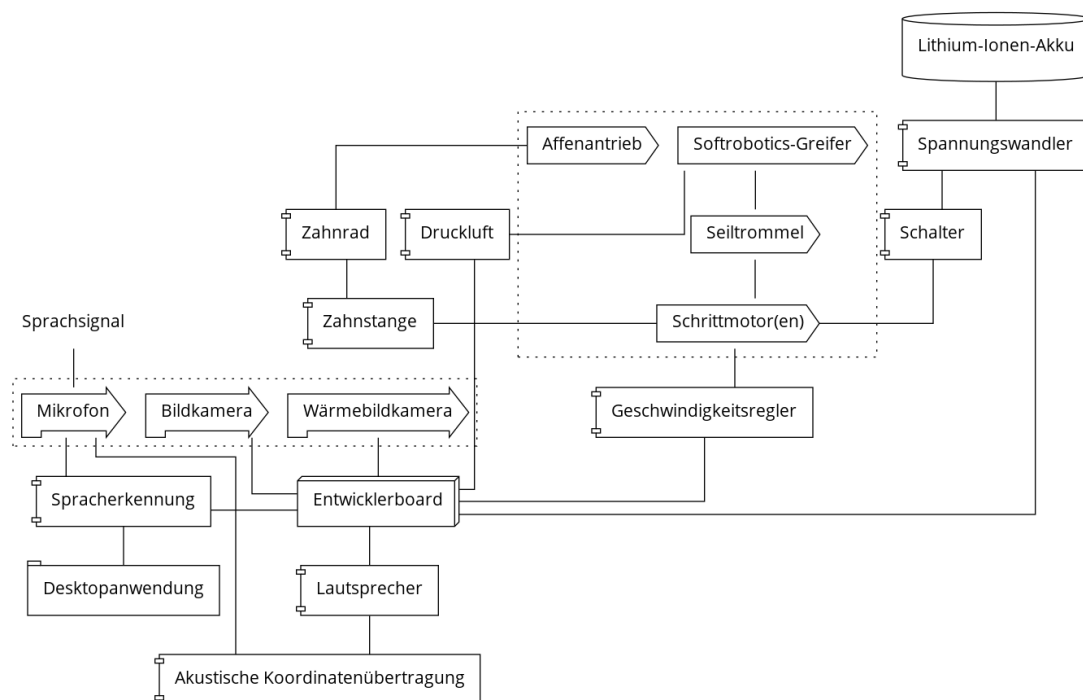 Lithium-Ionen-Akku
Affenantrieb
Softrobotics-Greifer
Spannungswandler
Zahnrad
Druckluft
Seiltrommel
Schalter
Sprachsignal
Zahnstange
Schrittmotor(en)
Mikrofon
Bildkamera
Wärmebildkamera
Geschwindigkeitsregler
Spracherkennung
Entwicklerboard
Desktopanwendung
Lautsprecher
Akustische Koordinatenübertragung